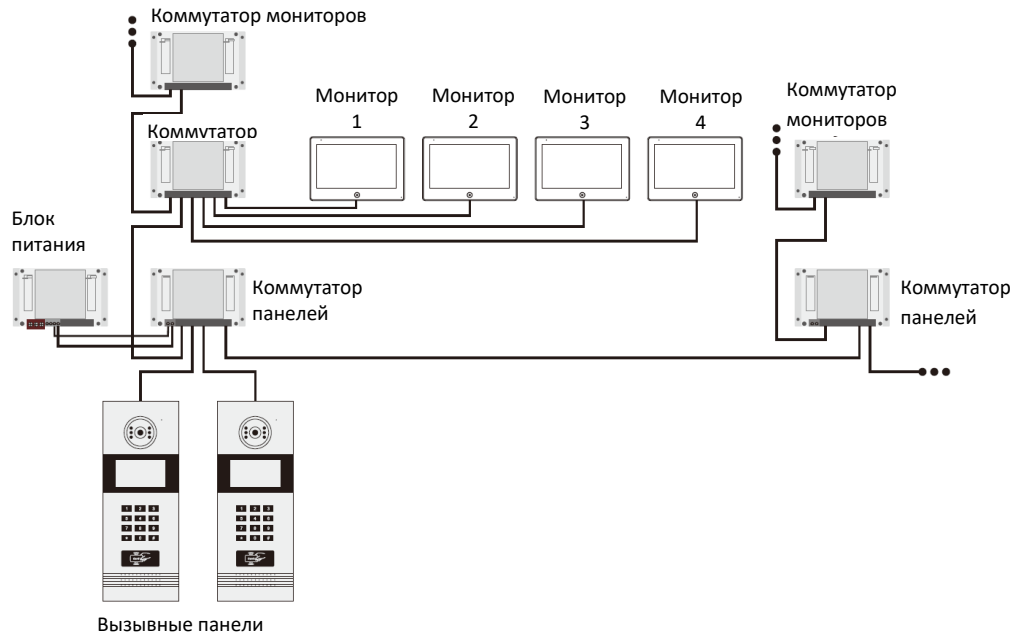 Коммутатор мониторов
Монитор
1
Монитор
2
Монитор
3
Монитор
4
Коммутатор
мониторов
Коммутатор
Блок
питания
Коммутатор
панелей
Коммутатор
панелей
Вызывные панели